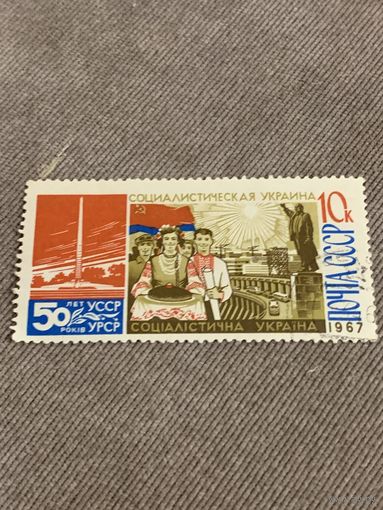 СОЦИАЛИСТИЧЕСКАЯ УКРАИНА
10к
ПОЧТА СССР
50 ЛЕТ УССР
РОКІВ УРСР
СОЦІАЛІСТИЧНА УКРАЇНА
1967